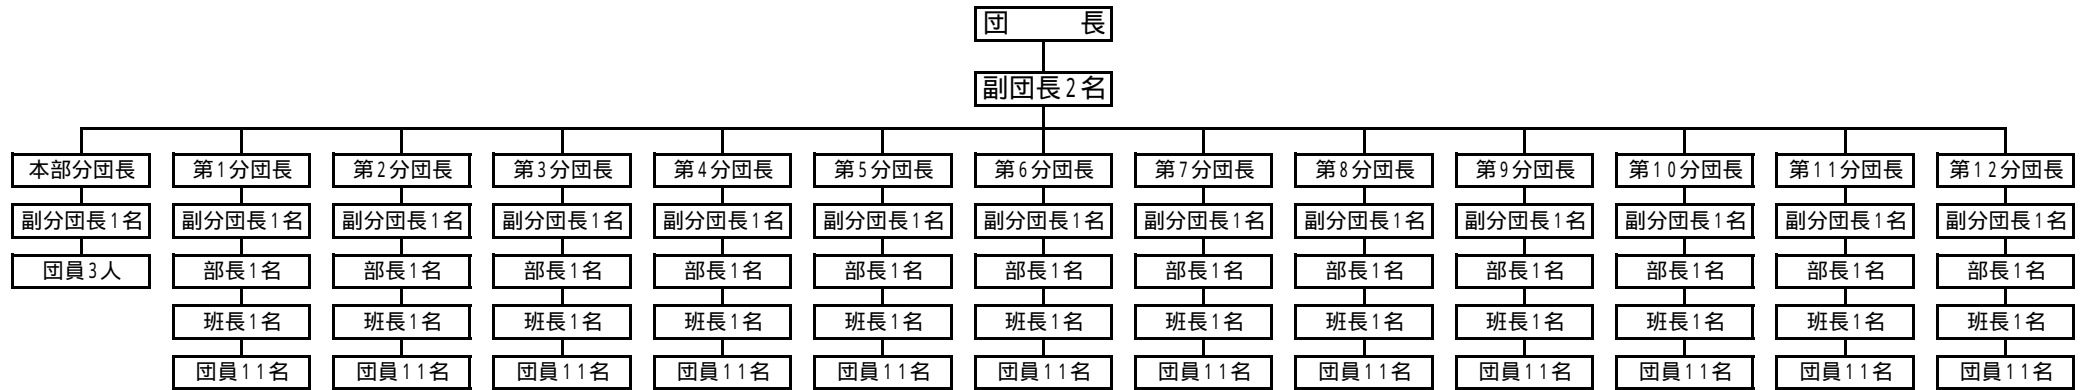 団　　長
副団長2名
本部分団長 第1分団長 第2分団長 第3分団長 第4分団長 第5分団長 第6分団長 第7分団長 第8分団長 第9分団長 第10分団長 第11分団長 第12分団長
副分団長1名 副分団長1名 副分団長1名 副分団長1名 副分団長1名 副分団長1名 副分団長1名 副分団長1名 副分団長1名 副分団長1名 副分団長1名 副分団長1名 副分団長1名
団員3人 部長1名 部長1名 部長1名 部長1名 部長1名 部長1名 部長1名 部長1名 部長1名 部長1名 部長1名 部長1名
班長1名 班長1名 班長1名 班長1名 班長1名 班長1名 班長1名 班長1名 班長1名 班長1名 班長1名 班長1名
団員11名 団員11名 団員11名 団員11名 団員11名 団員11名 団員11名 団員11名 団員11名 団員11名 団員11名 団員11名